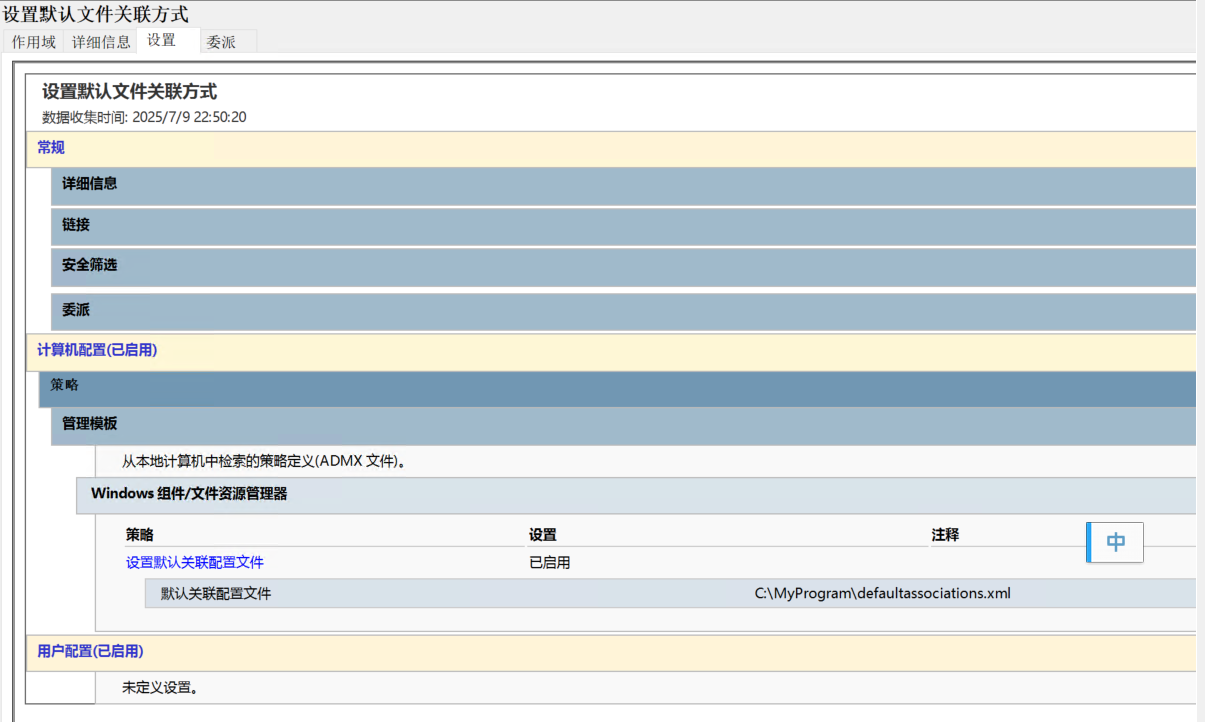 设置默认文件关联方式
作用域 详细信息 设置 委派
设置默认文件关联方式
数据收集时间: 2025/7/9 22:50:20
常规
详细信息
链接
安全筛选
委派
计算机配置(已启用)
策略
管理模板
从本地计算机中检索的策略定义(ADMX 文件)。
Windows 组件/文件资源管理器
策略 设置 注释
中
设置默认关联配置文件 已启用
默认关联配置文件 C:\MyProgram\defaultassociations.xml
用户配置(已启用)
未定义设置。